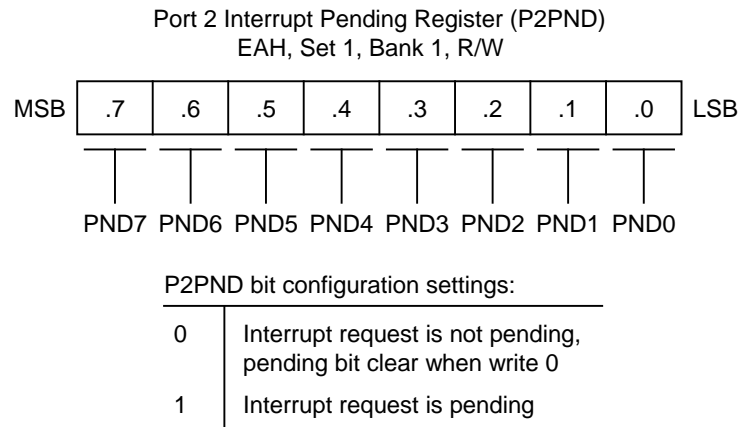 Port 2 Interrupt Pending Register (P2PND)
EAH, Set 1, Bank 1, R/W
MSB .7 .6 .5 .4 .3 .2 .1 .0 LSB
PND7 PND6 PND5 PND4 PND3 PND2 PND1 PND0
P2PND bit configuration settings:
0 Interrupt request is not pending,
pending bit clear when write 0
1 Interrupt request is pending